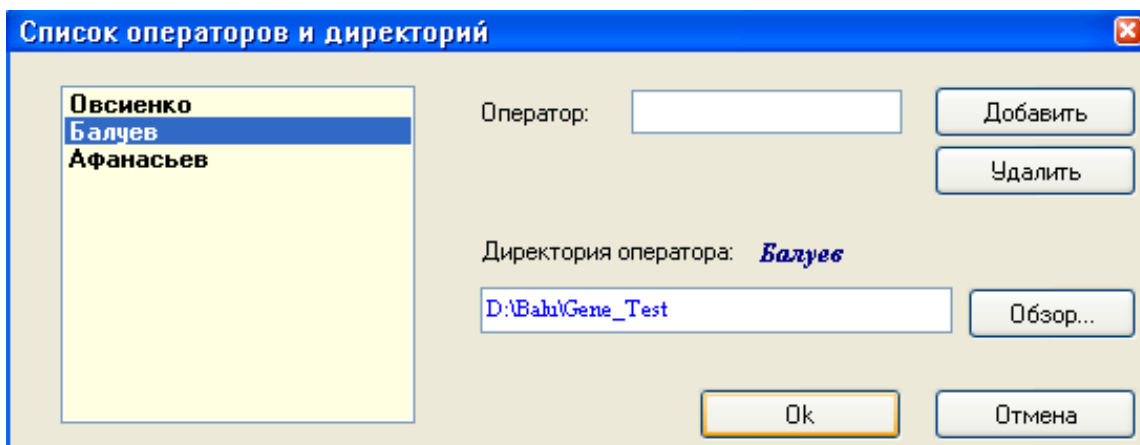 Список операторов и директорий
Овсиенко
Балуев
Афанасьев
Оператор:
Добавить
Удалить
Директория оператора: Балуев
D:\Balu\Gene_Test
Обзор...
Ok
Отмена